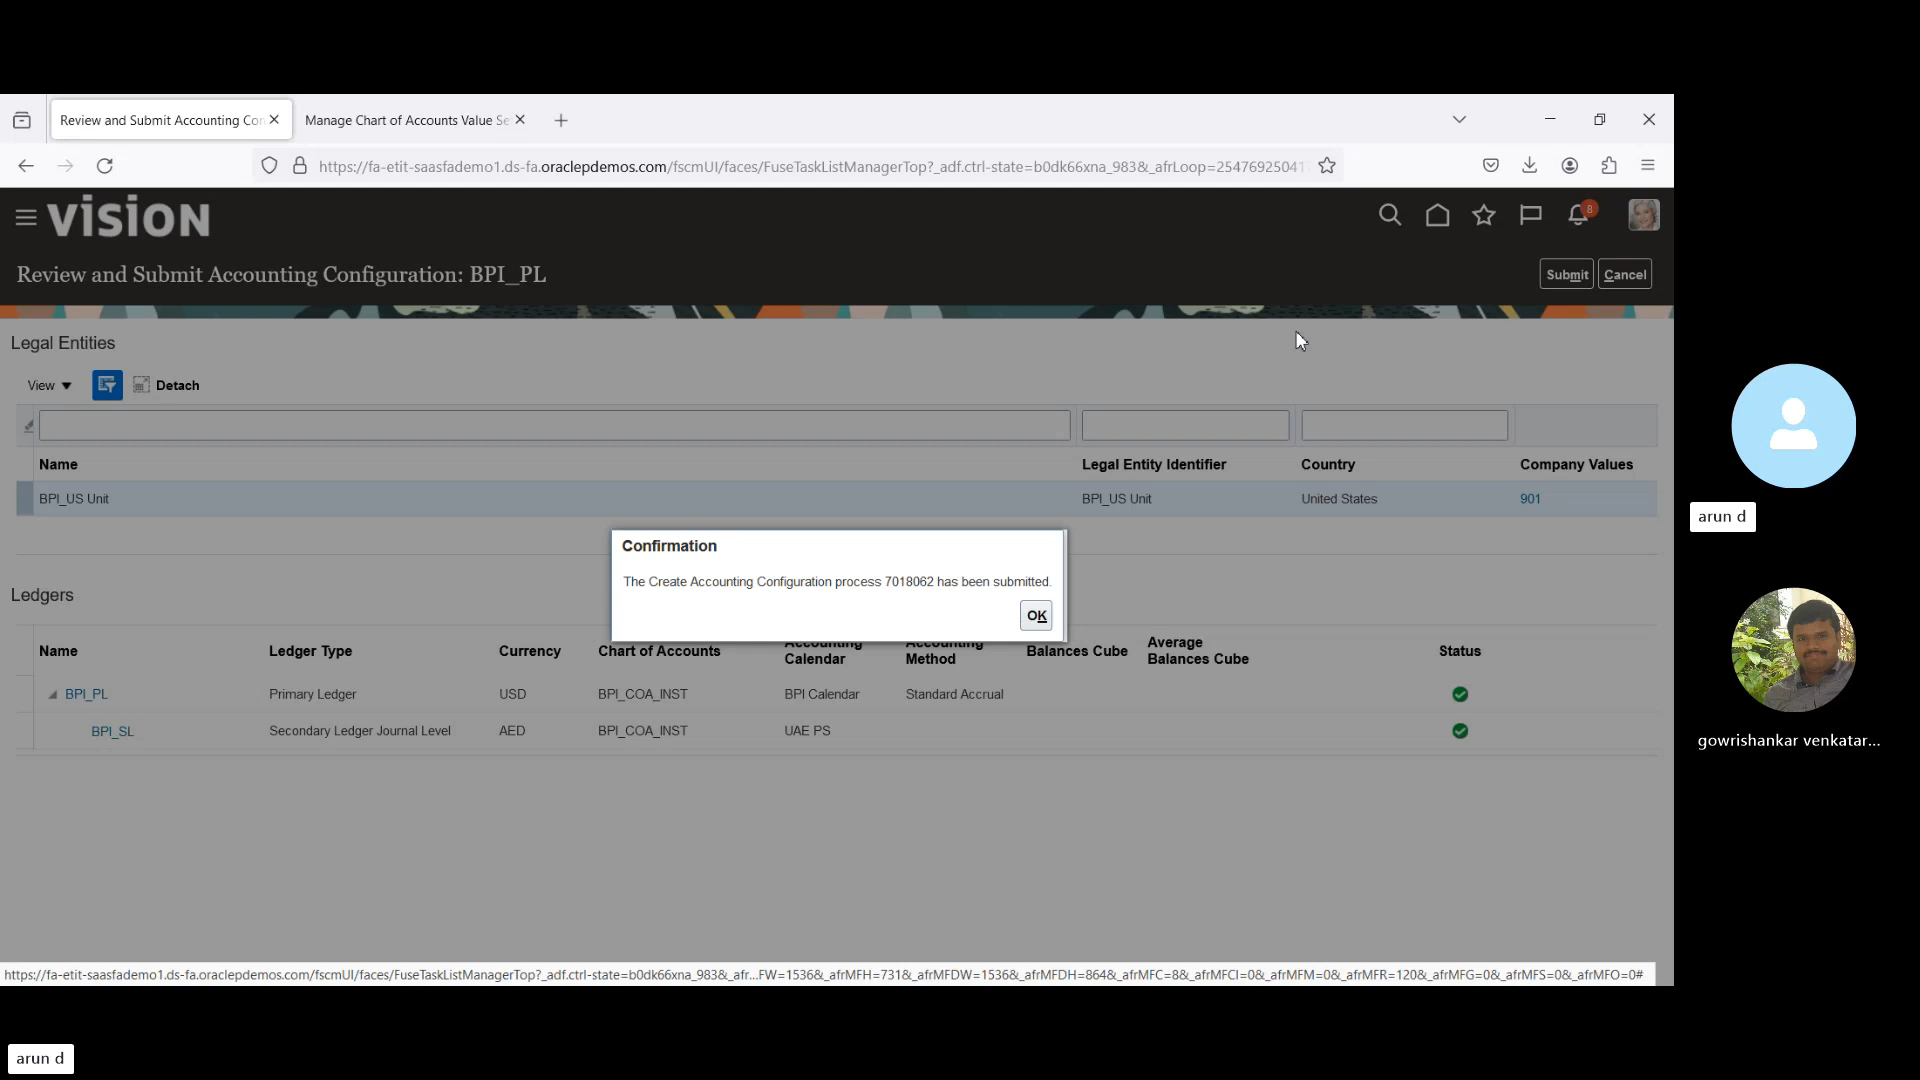 Review and Submit Accounting Con
Manage Chart of Accounts Value Se
https://fa-etit-saasfademo1.ds-fa.oraclepdemos.com/fscmUI/faces/FuseTaskListManagerTop?_adf.ctrl-state=b0dk66xna_983&_afrLoop=25476925041
VISION
8
Review and Submit Accounting Configuration: BPI_PL
Submit Cancel
Legal Entities
View Detach
Name Legal Entity Identifier Country Company Values
BPI_US Unit BPI_US Unit United States 901
arun d
Confirmation
The Create Accounting Configuration process 7018062 has been submitted.
OK
Ledgers
Name Ledger Type Currency Chart of Accounts Accounting Calendar Accounting Method Balances Cube Average Balances Cube Status
BPI_PL Primary Ledger USD BPI_COA_INST BPI Calendar Standard Accrual
BPI_SL Secondary Ledger Journal Level AED BPI_COA_INST UAE PS
gowrishankar venkatar...
https://fa-etit-saasfademo1.ds-fa.oraclepdemos.com/fscmUI/faces/FuseTaskListManagerTop?_adf.ctrl-state=b0dk66xna_983&_afr...FW=1536&_afrMFH=731&_afrMFDW=1536&_afrMFDH=864&_afrMFC=8&_afrMFCI=0&_afrMFM=0&_afrMFR=120&_afrMFG=0&_afrMFS=0&_afrMFO=0#
arun d